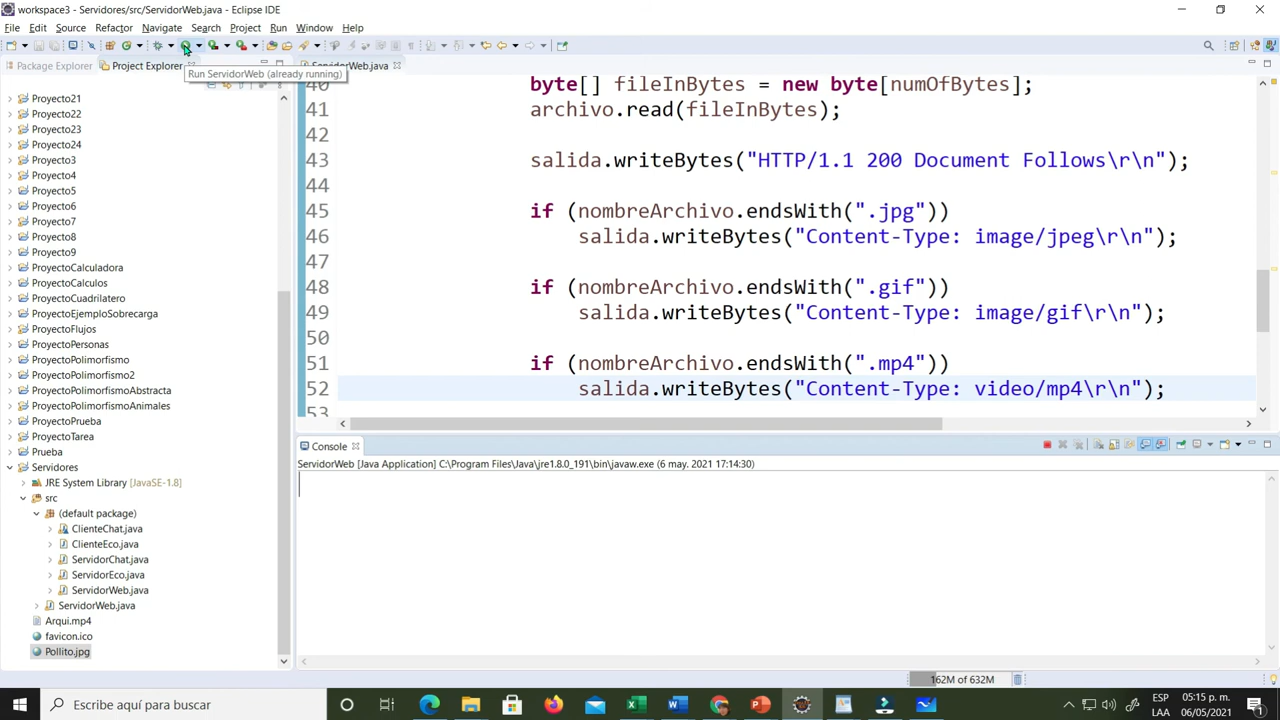 workspace3 - Servidores/src/ServidorWeb.java - Eclipse IDE
File Edit Source Refactor Navigate Search Project Run Window Help
Package Explorer Project Explorer ServidorWeb.java
Run ServidorWeb (already running)
Proyecto21
Proyecto22
Proyecto23
Proyecto24
Proyecto3
Proyecto4
Proyecto5
Proyecto6
Proyecto7
Proyecto8
Proyecto9
ProyectoCalculadora
ProyectoCalculos
ProyectoCuadrilatero
ProyectoEjemploSobrecarga
ProyectoFlujos
ProyectoPersonas
ProyectoPolimorfismo
ProyectoPolimorfismo2
ProyectoPolimorfismoAbstracta
ProyectoPolimorfismoAnimales
ProyectoPrueba
ProyectoTarea
Prueba
Servidores
JRE System Library [JavaSE-1.8]
src
(default package)
ClienteChat.java
ClienteEco.java
ServidorChat.java
ServidorEco.java
ServidorWeb.java
ServidorWeb.java
Arqui.mp4
favicon.ico
Pollito.jpg
40 byte[] fileInBytes = new byte[numOfBytes];
41 archivo.read(fileInBytes);
42
43 salida.writeBytes("HTTP/1.1 200 Document Follows\r\n");
44
45 if (nombreArchivo.endsWith(".jpg"))
46 salida.writeBytes("Content-Type: image/jpeg\r\n");
47
48 if (nombreArchivo.endsWith(".gif"))
49 salida.writeBytes("Content-Type: image/gif\r\n");
50
51 if (nombreArchivo.endsWith(".mp4"))
52 salida.writeBytes("Content-Type: video/mp4\r\n");
53
Console
ServidorWeb [Java Application] C:\Program Files\Java\jre1.8.0_191\bin\javaw.exe (6 may. 2021 17:14:30)
162M of 632M
Escribe aquí para buscar
ESP 05:15 p. m.
LAA 06/05/2021
1